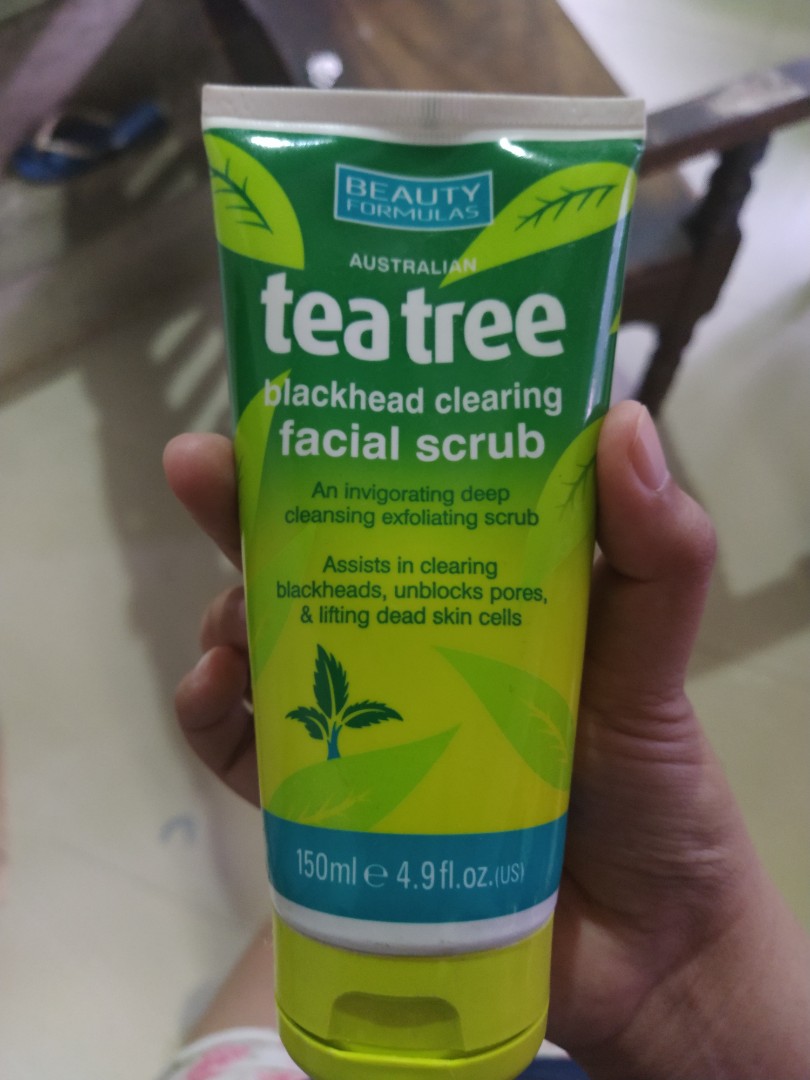 BEAUTY
FORMULAS
AUSTRALIAN
tea tree
blackhead clearing
facial scrub
An invigorating deep
cleansing exfoliating scrub
Assists in clearing
blackheads, unblocks pores,
& lifting dead skin cells
150ml ℮ 4.9 fl.oz.(US)